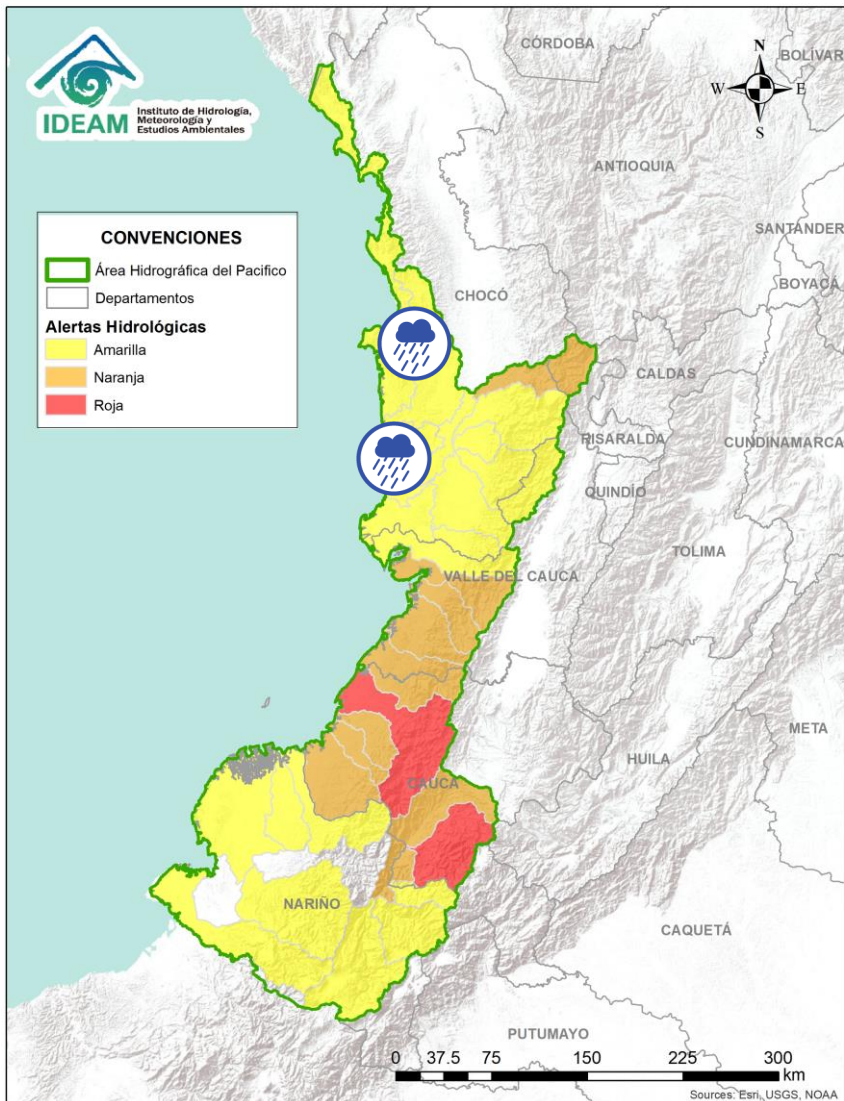 IDEAM
Instituto de Hidrología,
Meteorología y
Estudios Ambientales
N
W
E
S
CÓRDOBA
BOLÍVAR
ANTIOQUIA
SANTANDER
BOYACÁ
CHOCÓ
CONVENCIONES
Área Hidrográfica del Pacifico
Departamentos
Alertas Hidrológicas
Amarilla
Naranja
Roja
CALDAS
RISARALDA
CUNDINAMARCA
QUINDÍO
TOLIMA
VALLE DEL CAUCA
META
HUILA
CAUCA
NARIÑO
CAQUETÁ
PUTUMAYO
0 37.5 75 150 225 300
km
Sources: Esri, USGS, NOAA